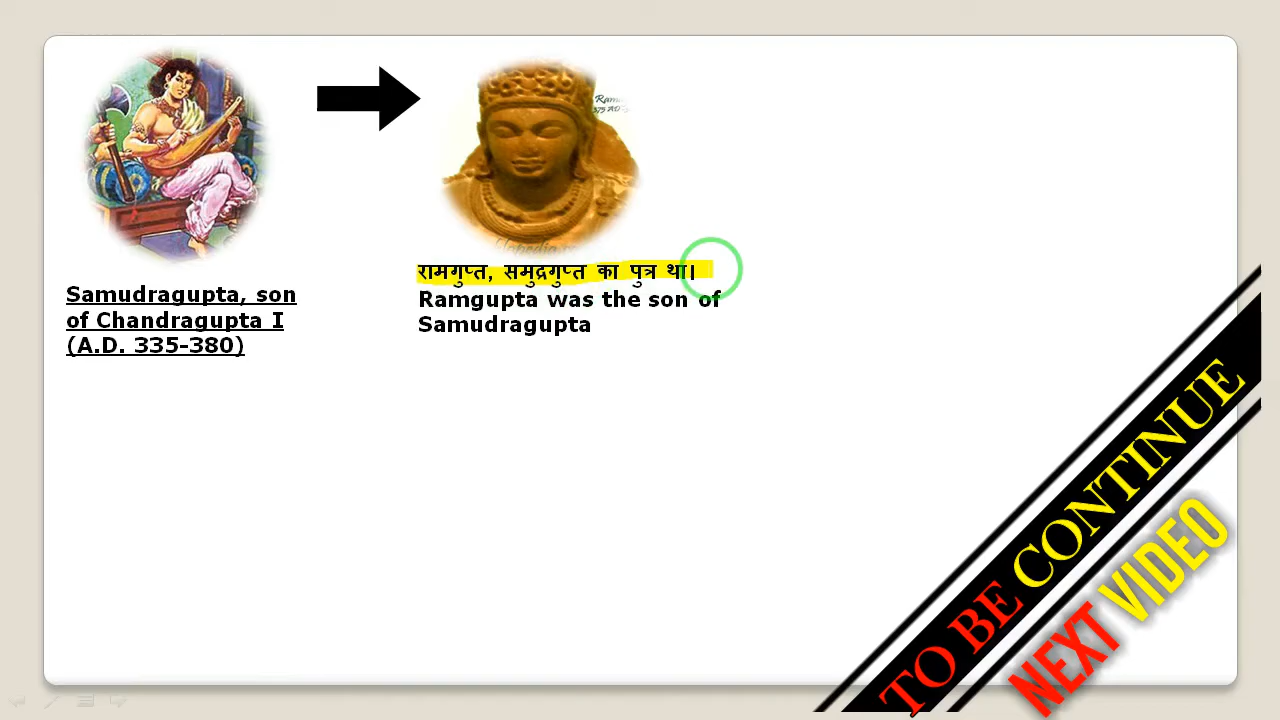 Samudragupta, son
of Chandragupta I
(A.D. 335-380)
रामगुप्त, समुद्रगुप्त का पुत्र था।
Ramgupta was the son of
Samudragupta
TO BE CONTINUE
NEXT VIDEO